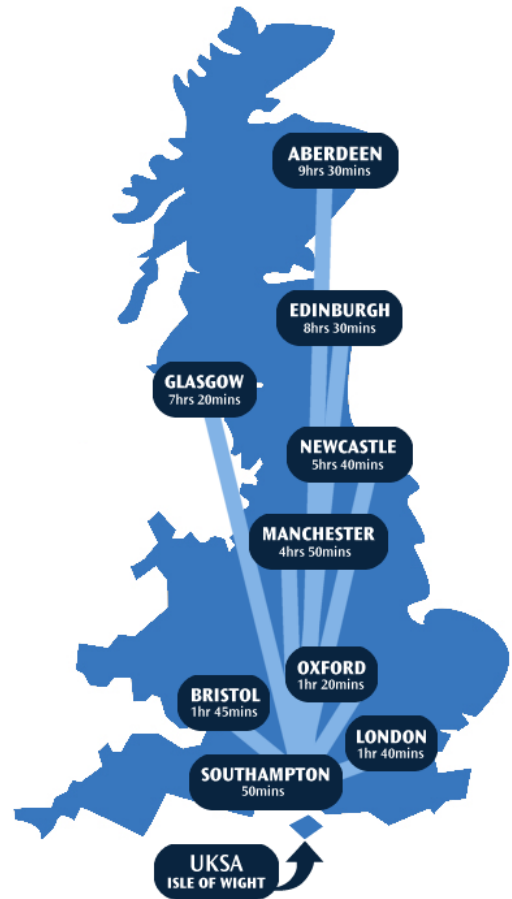 ABERDEEN
9hrs 30mins
EDINBURGH
8hrs 30mins
GLASGOW
7hrs 20mins
NEWCASTLE
5hrs 40mins
MANCHESTER
4hrs 50mins
OXFORD
1hr 20mins
BRISTOL
1hr 45mins
LONDON
1hr 40mins
SOUTHAMPTON
50mins
UKSA
ISLE OF WIGHT